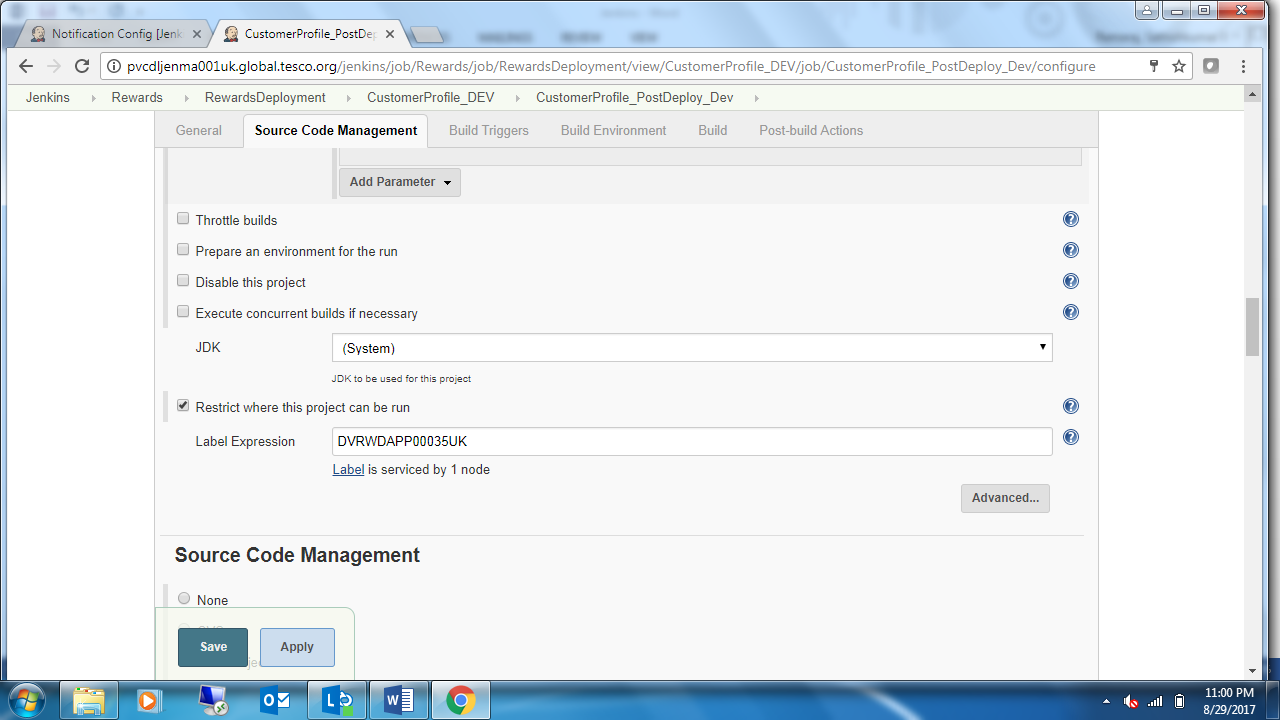 Notification Config [Jenk
CustomerProfile_PostDep
pvcdljenma001uk.global.tesco.org/jenkins/job/Rewards/job/RewardsDeployment/view/CustomerProfile_DEV/job/CustomerProfile_PostDeploy_Dev/configure
Jenkins Rewards RewardsDeployment CustomerProfile_DEV CustomerProfile_PostDeploy_Dev
General Source Code Management Build Triggers Build Environment Build Post-build Actions
Add Parameter
Throttle builds
Prepare an environment for the run
Disable this project
Execute concurrent builds if necessary
JDK (System)
JDK to be used for this project
Restrict where this project can be run
Label Expression DVRWDAPP00035UK
Label is serviced by 1 node
Advanced...
Source Code Management
None
Save Apply
11:00 PM
8/29/2017